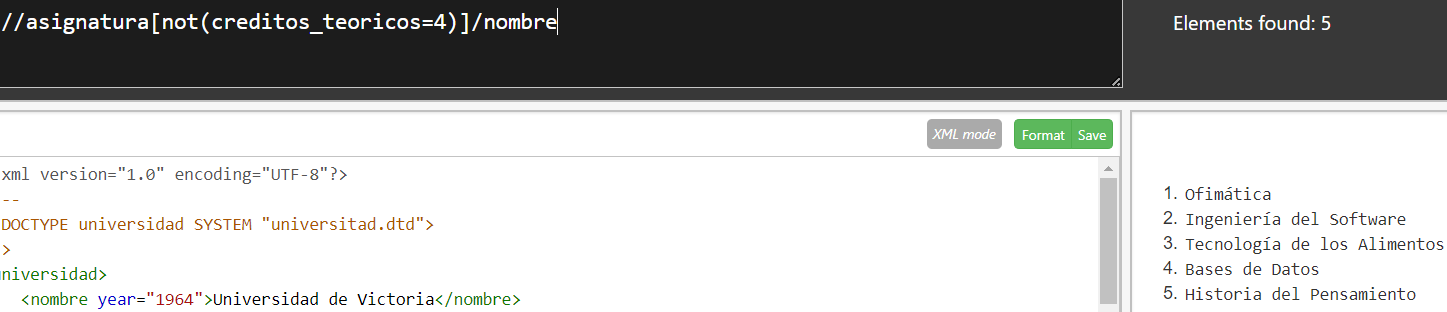 //asignatura[not(creditos_teoricos=4)]/nombre
Elements found: 5
XML mode
Format
Save
xml version="1.0" encoding="UTF-8"?>
--
DOCTYPE universidad SYSTEM "universitad.dtd">
>
universidad>
<nombre year="1964">Universidad de Victoria</nombre>
1. Ofimática
2. Ingeniería del Software
3. Tecnología de los Alimentos
4. Bases de Datos
5. Historia del Pensamiento